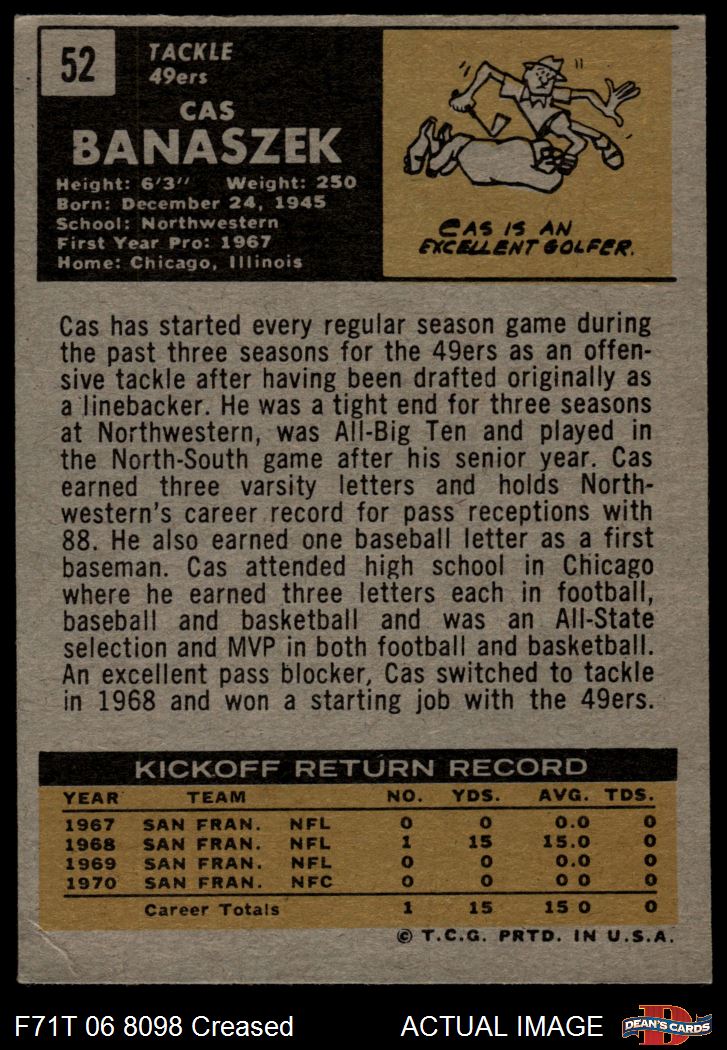 52
TACKLE
49ers
CAS
BANASZEK
Height: 6'3" Weight: 250
Born: December 24, 1945
School: Northwestern
First Year Pro: 1967
Home: Chicago, Illinois
CAS IS AN
EXCELLENT GOLFER.
Cas has started every regular season game during
the past three seasons for the 49ers as an offen-
sive tackle after having been drafted originally as
a linebacker. He was a tight end for three seasons
at Northwestern, was All-Big Ten and played in
the North-South game after his senior year. Cas
earned three varsity letters and holds North-
western's career record for pass receptions with
88. He also earned one baseball letter as a first
baseman. Cas attended high school in Chicago
where he earned three letters each in football,
baseball and basketball and was an All-State
selection and MVP in both football and basketball.
An excellent pass blocker, Cas switched to tackle
in 1968 and won a starting job with the 49ers.
KICKOFF RETURN RECORD
YEAR TEAM NO. YDS. AVG. TDS.
1967 SAN FRAN. NFL 0 0 0.0 0
1968 SAN FRAN. NFL 1 15 15.0 0
1969 SAN FRAN. NFL 0 0 0.0 0
1970 SAN FRAN. NFC 0 0 0 0 0
Career Totals 1 15 15 0 0
© T.C.G. PRTD. IN U.S.A.
F71T 06 8098 Creased ACTUAL IMAGE
D
DEAN'S CARDS